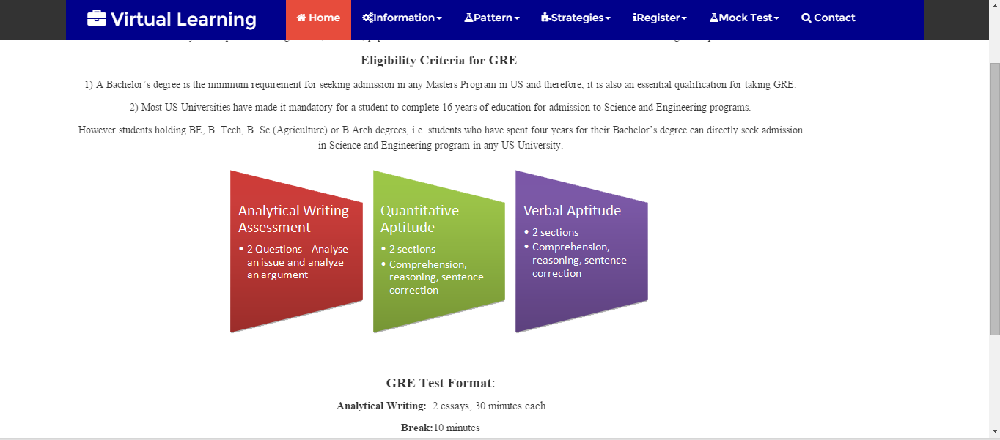 Virtual Learning
Home
Information
Pattern
Strategies
Register
Mock Test
Contact
Eligibility Criteria for GRE
1) A Bachelor’s degree is the minimum requirement for seeking admission in any Masters Program in US and therefore, it is also an essential qualification for taking GRE.
2) Most US Universities have made it mandatory for a student to complete 16 years of education for admission to Science and Engineering programs.
However students holding BE, B. Tech, B. Sc (Agriculture) or B.Arch degrees, i.e. students who have spent four years for their Bachelor’s degree can directly seek admission
in Science and Engineering program in any US University.
Analytical Writing
Assessment
• 2 Questions - Analyse
an issue and analyze
an argument
Quantitative
Aptitude
• 2 sections
• Comprehension,
reasoning, sentence
correction
Verbal Aptitude
• 2 sections
• Comprehension,
reasoning, sentence
correction
GRE Test Format:
Analytical Writing: 2 essays, 30 minutes each
Break:10 minutes